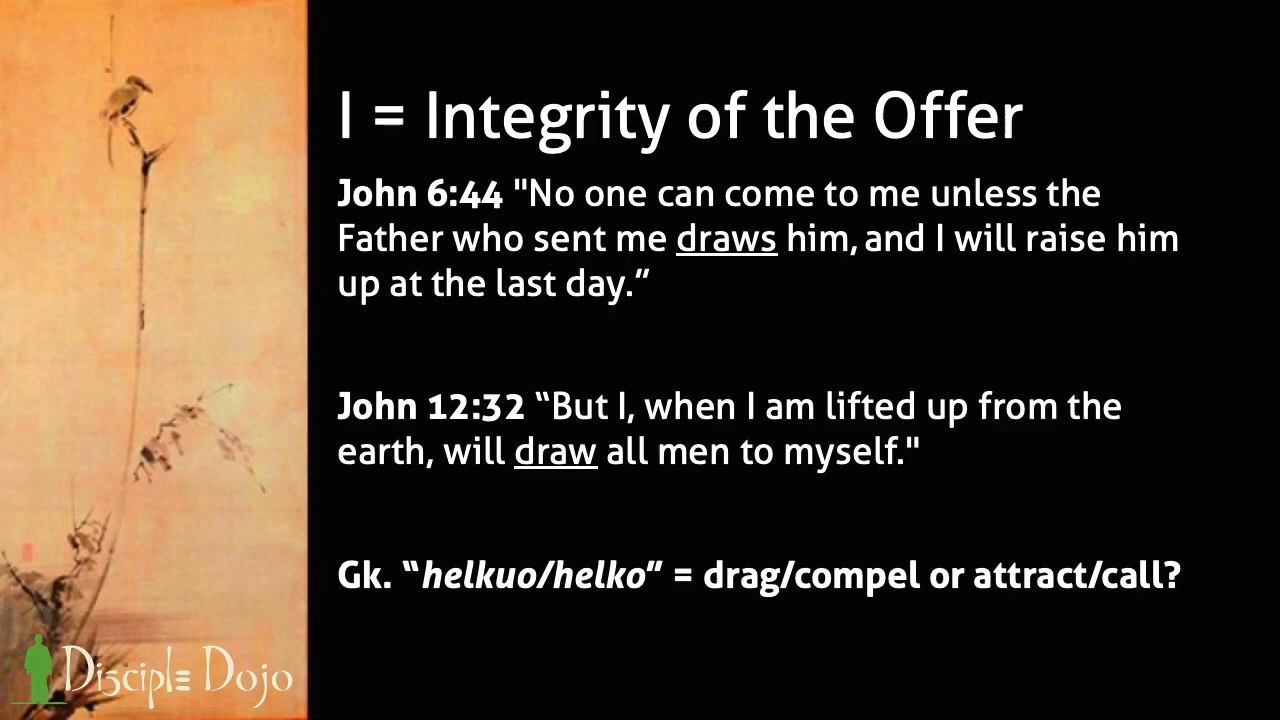 I = Integrity of the Offer
John 6:44 "No one can come to me unless the
Father who sent me draws him, and I will raise him
up at the last day.”
John 12:32 “But I, when I am lifted up from the
earth, will draw all men to myself."
Gk. “helkuo/helko” = drag/compel or attract/call?
Disciple Dojo